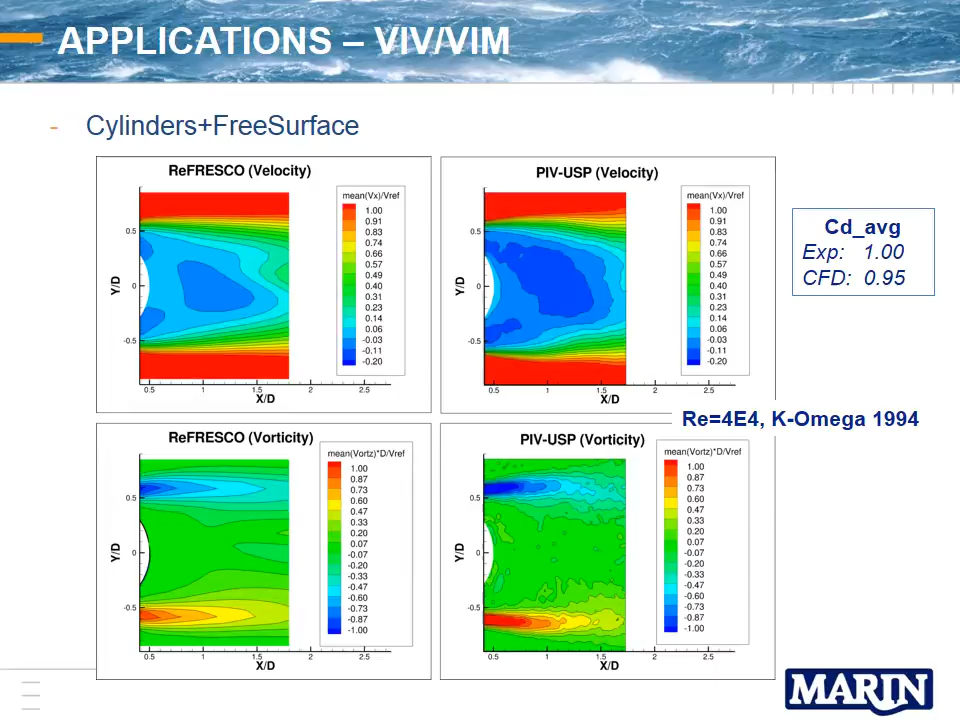 APPLICATIONS – VIV/VIM
- Cylinders+FreeSurface
ReFRESCO (Velocity)
mean(Vx)/Vref
1.00
0.91
0.83
0.74
0.66
0.57
0.49
0.40
0.31
0.23
0.14
0.06
-0.03
-0.11
-0.20
Y/D
0.5
0
-0.5
0.5 1 1.5 2 2.5
X/D
PIV-USP (Velocity)
mean(Vx)/Vref
1.00
0.91
0.83
0.74
0.66
0.57
0.49
0.40
0.31
0.23
0.14
0.06
-0.03
-0.11
-0.20
Y/D
0.5
0
-0.5
0.5 1 1.5 2 2.5
X/D
Cd_avg
Exp: 1.00
CFD: 0.95
Re=4E4, K-Omega 1994
ReFRESCO (Vorticity)
mean(Vortz)*D/Vref
1.00
0.87
0.73
0.60
0.47
0.33
0.20
0.07
-0.07
-0.20
-0.33
-0.47
-0.60
-0.73
-0.87
-1.00
Y/D
0.5
0
-0.5
0.5 1 1.5 2 2.5
X/D
PIV-USP (Vorticity)
mean(Vortz)*D/Vref
1.00
0.87
0.73
0.60
0.47
0.33
0.20
0.07
-0.07
-0.20
-0.33
-0.47
-0.60
-0.73
-0.87
-1.00
Y/D
0.5
0
-0.5
0.5 1 1.5 2 2.5
X/D
MARIN